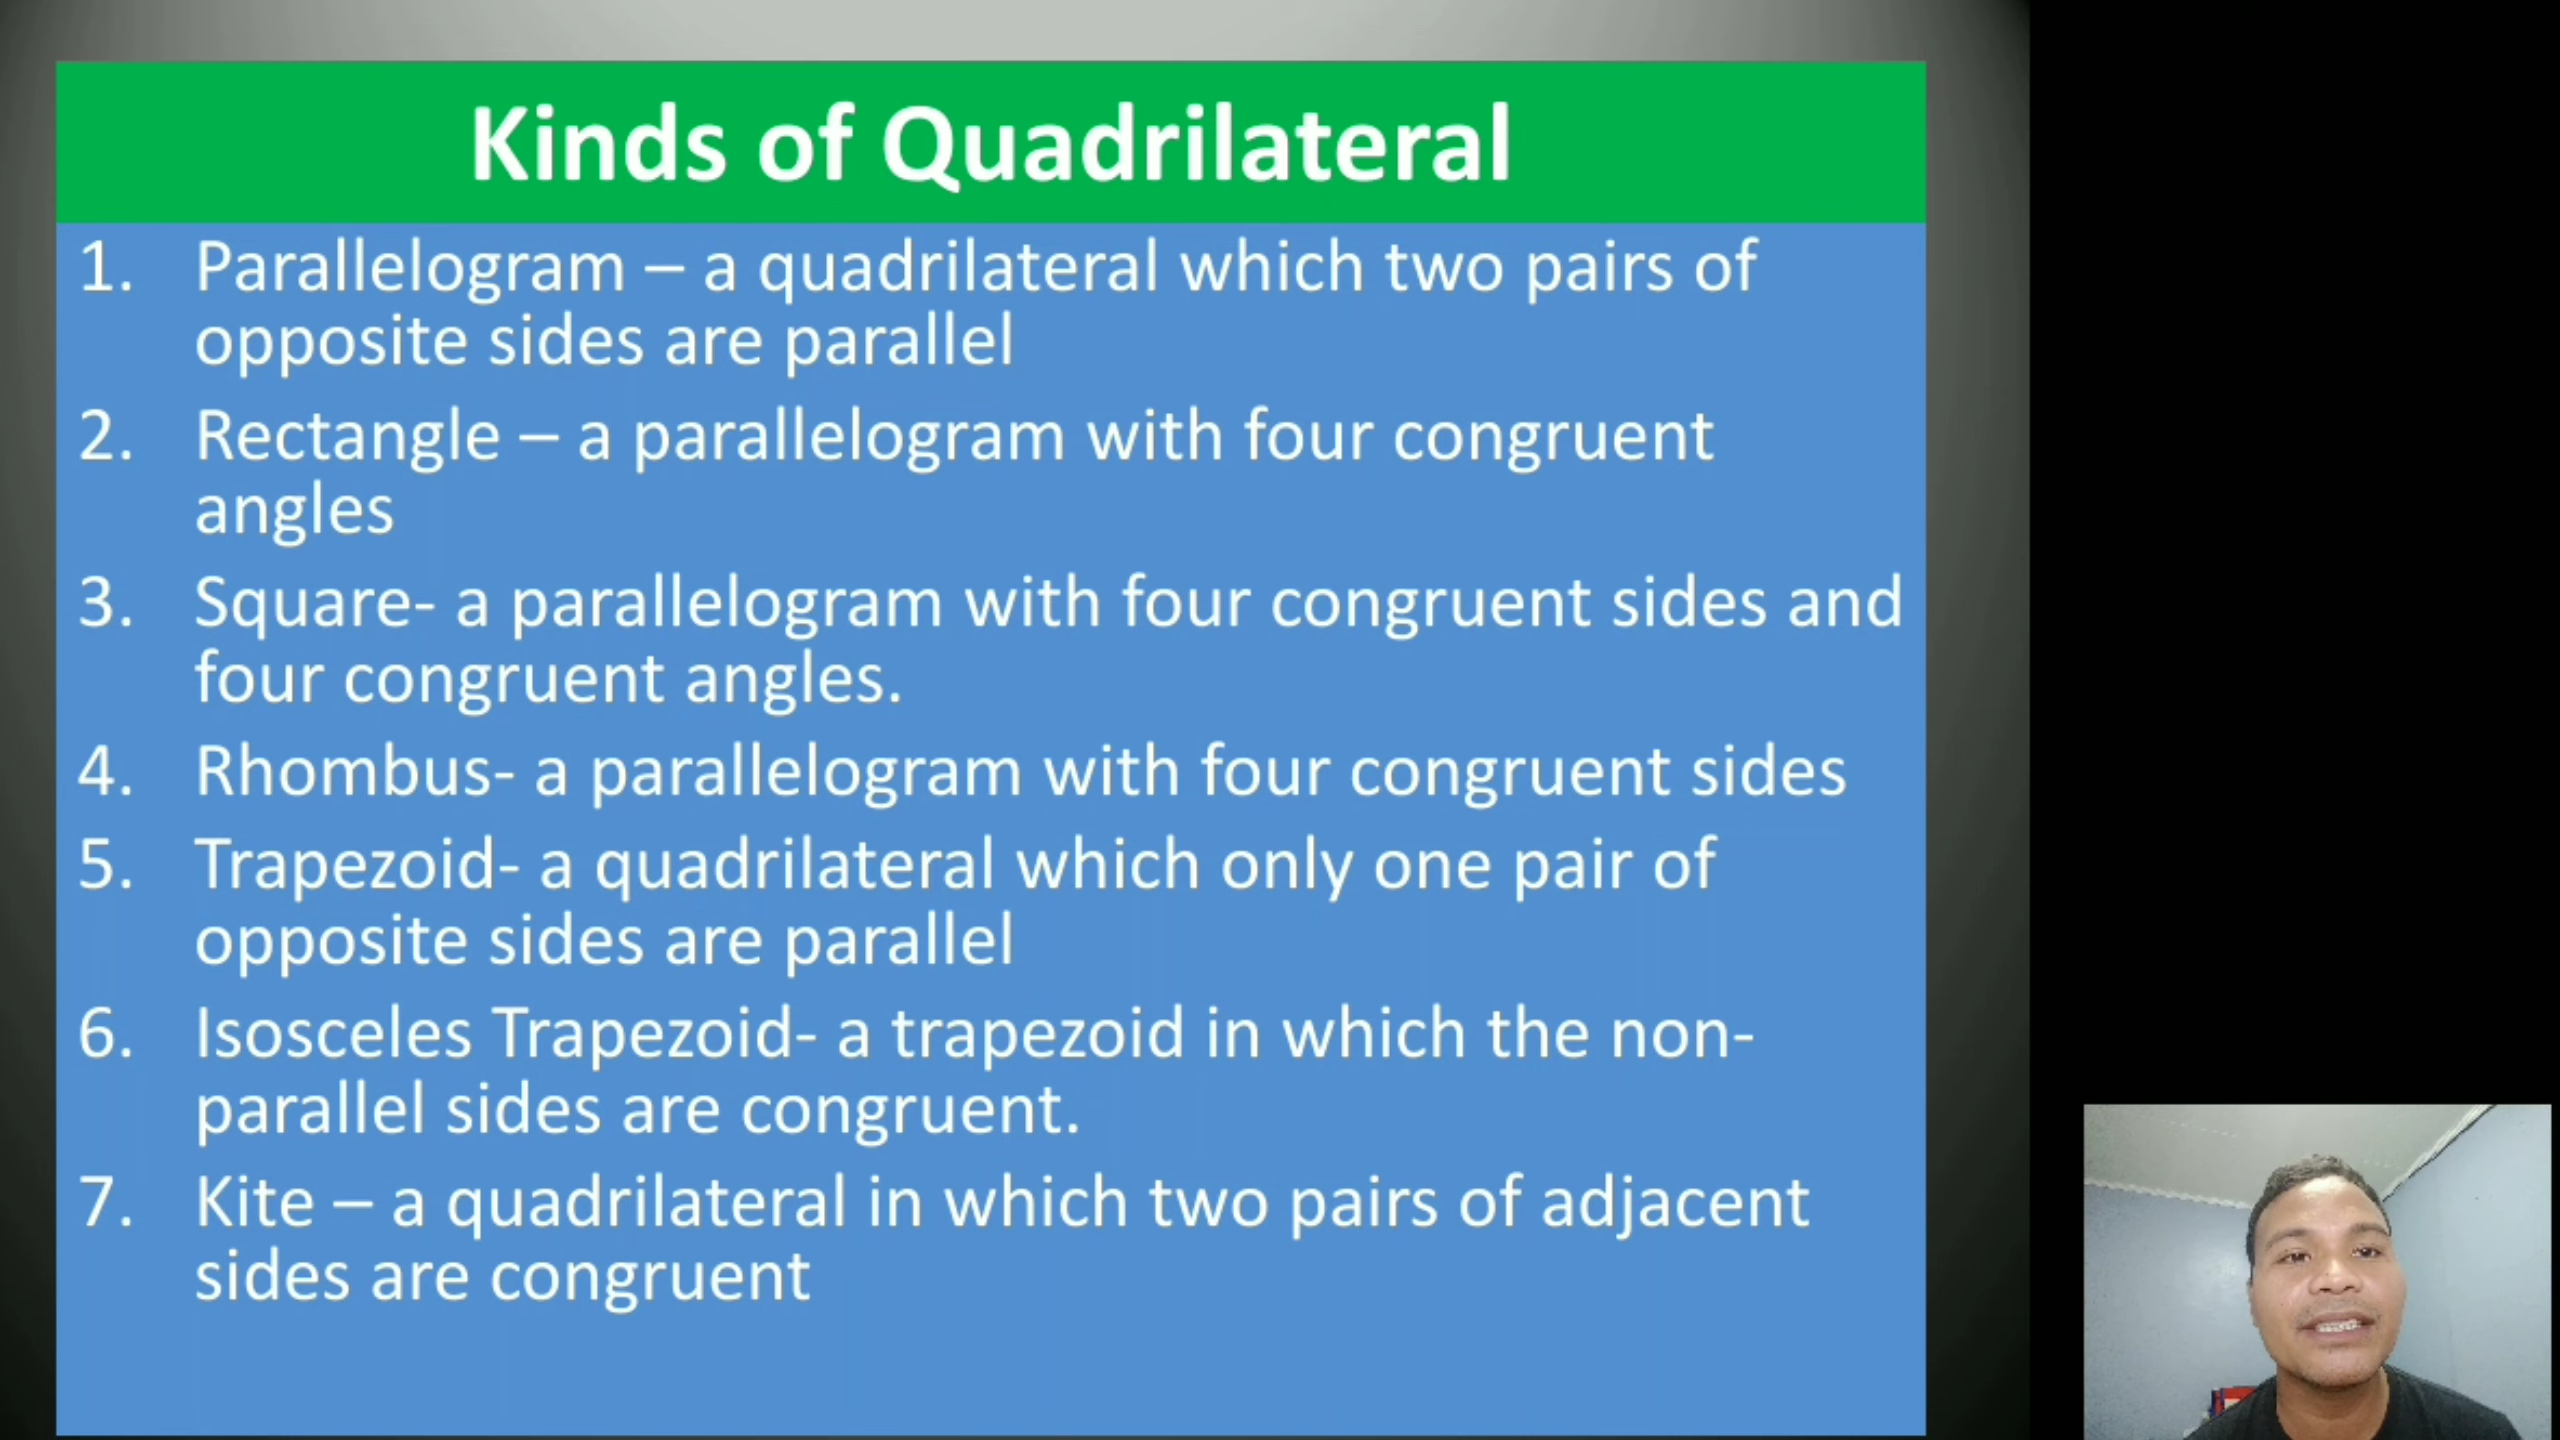 Kinds of Quadrilateral
1. Parallelogram – a quadrilateral which two pairs of
opposite sides are parallel
2. Rectangle – a parallelogram with four congruent
angles
3. Square- a parallelogram with four congruent sides and
four congruent angles.
4. Rhombus- a parallelogram with four congruent sides
5. Trapezoid- a quadrilateral which only one pair of
opposite sides are parallel
6. Isosceles Trapezoid- a trapezoid in which the non-
parallel sides are congruent.
7. Kite – a quadrilateral in which two pairs of adjacent
sides are congruent